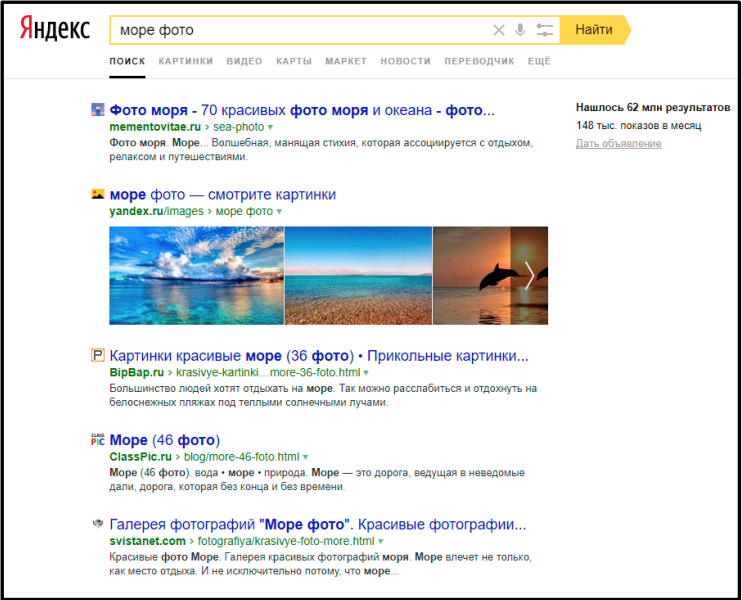 Яндекс
море фото
Найти
ПОИСК КАРТИНКИ ВИДЕО КАРТЫ МАРКЕТ НОВОСТИ ПЕРЕВОДЧИК ЕЩЁ
Фото моря - 70 красивых фото моря и океана - фото...
mementovitae.ru › sea-photo
Фото моря. Море... Волшебная, манящая стихия, которая ассоциируется с отдыхом,
релаксом и путешествиями.
Нашлось 62 млн результатов
148 тыс. показов в месяц
Дать объявление
море фото — смотрите картинки
yandex.ru/images › море фото
Картинки красивые море (36 фото) • Прикольные картинки...
BipBap.ru › krasivye-kartinki…more-36-foto.html
Большинство людей хотят отдыхать на море. Так можно расслабиться и отдохнуть на
белоснежных пляжах под теплыми солнечными лучами.
CLASS
PIC
Море (46 фото)
ClassPic.ru › blog/more-46-foto.html
Море (46 фото). вода • море • природа. Море — это дорога, ведущая в неведомые
дали, дорога, которая без конца и без времени.
Галерея фотографий "Море фото". Красивые фотографии...
svistanet.com › fotografiya/krasivye-foto-more.html
Красивые фото Море. Галерея красивых фотографий моря. Море влечет не только,
как место отдыха. И не исключительно потому, что море...